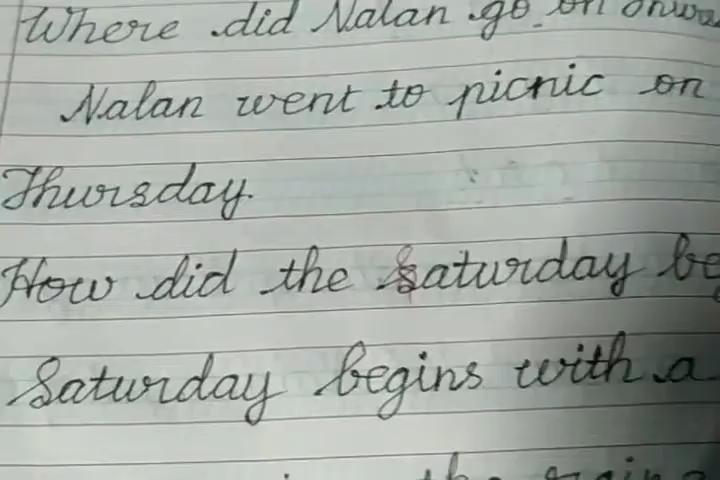 Where did Nalan go on
Nalan went to picnic on
Thursday.
How did the Saturday be
Saturday begins with a
the